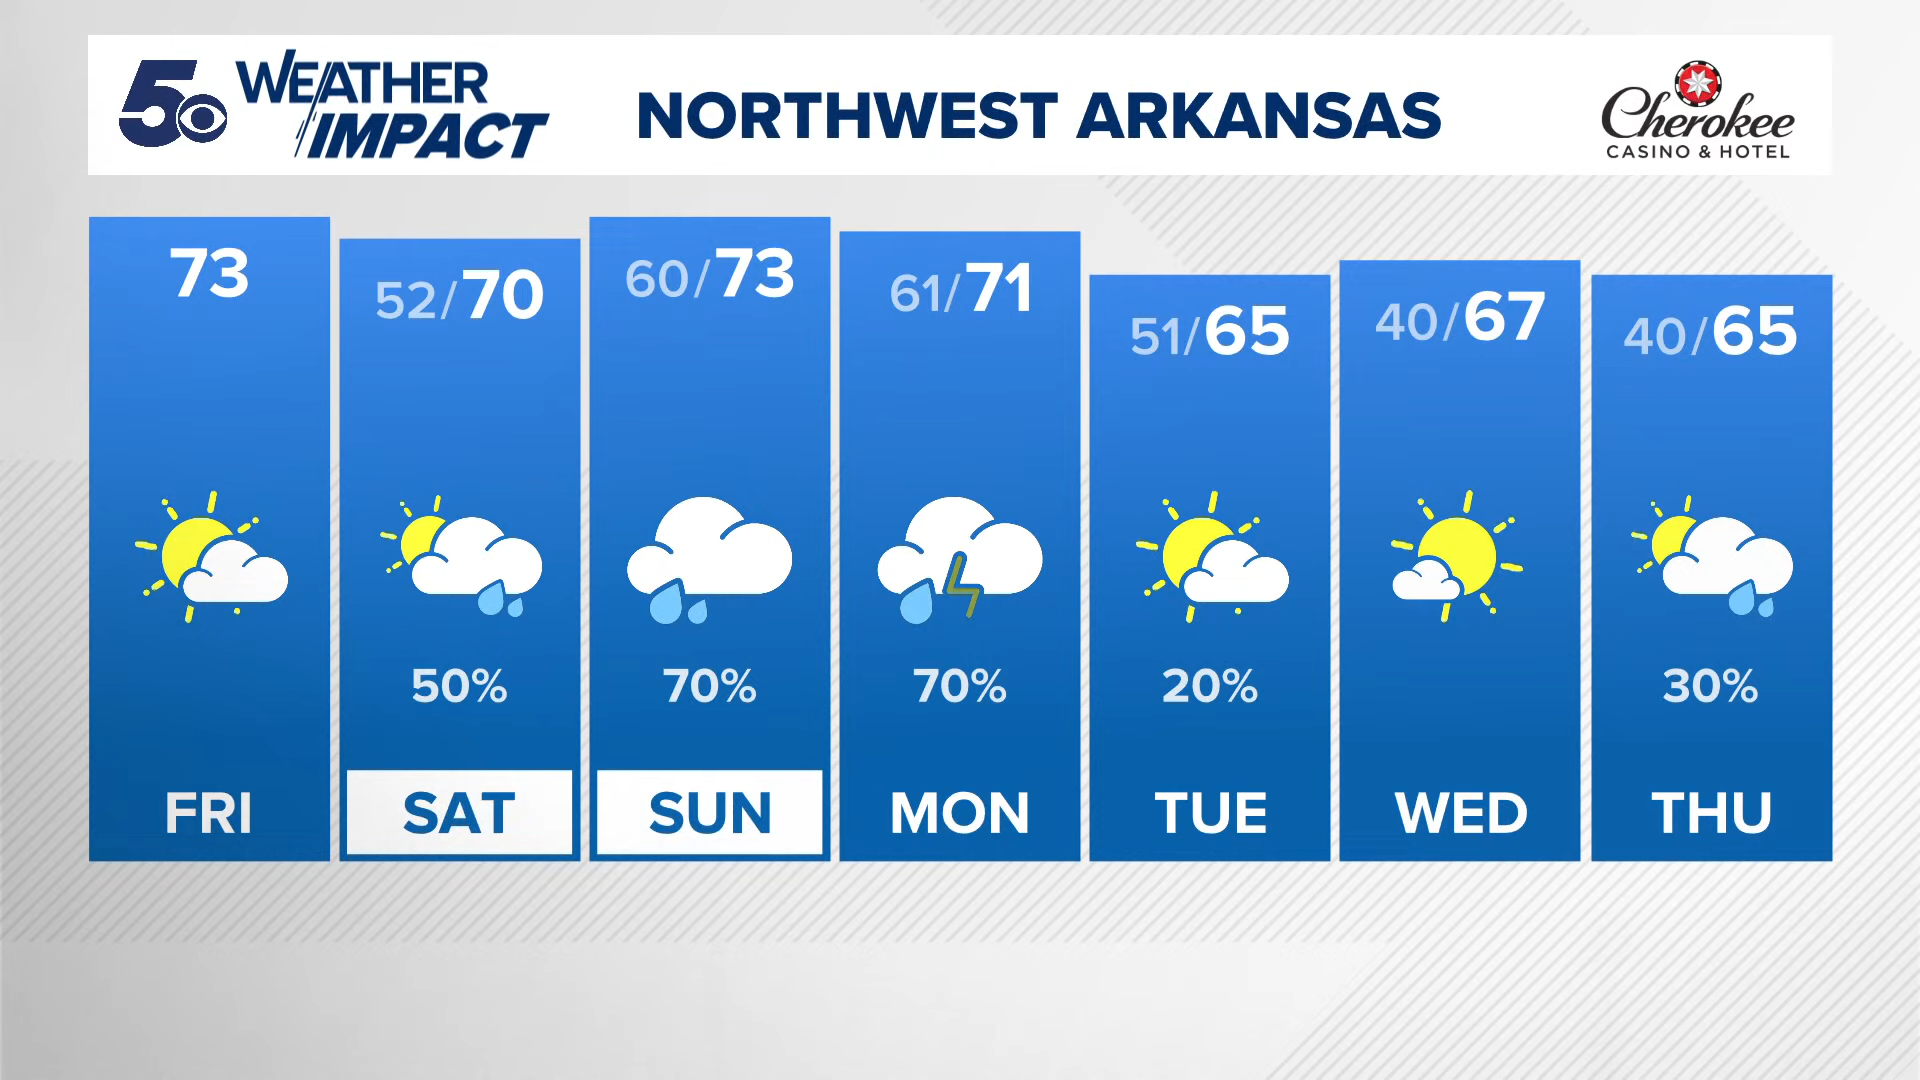 5
WEATHER
IMPACT
NORTHWEST ARKANSAS
Cherokee
CASINO & HOTEL
73
52/70
60/73
61/71
51/65
40/67
40/65
50%
70%
70%
20%
30%
FRI
SAT
SUN
MON
TUE
WED
THU